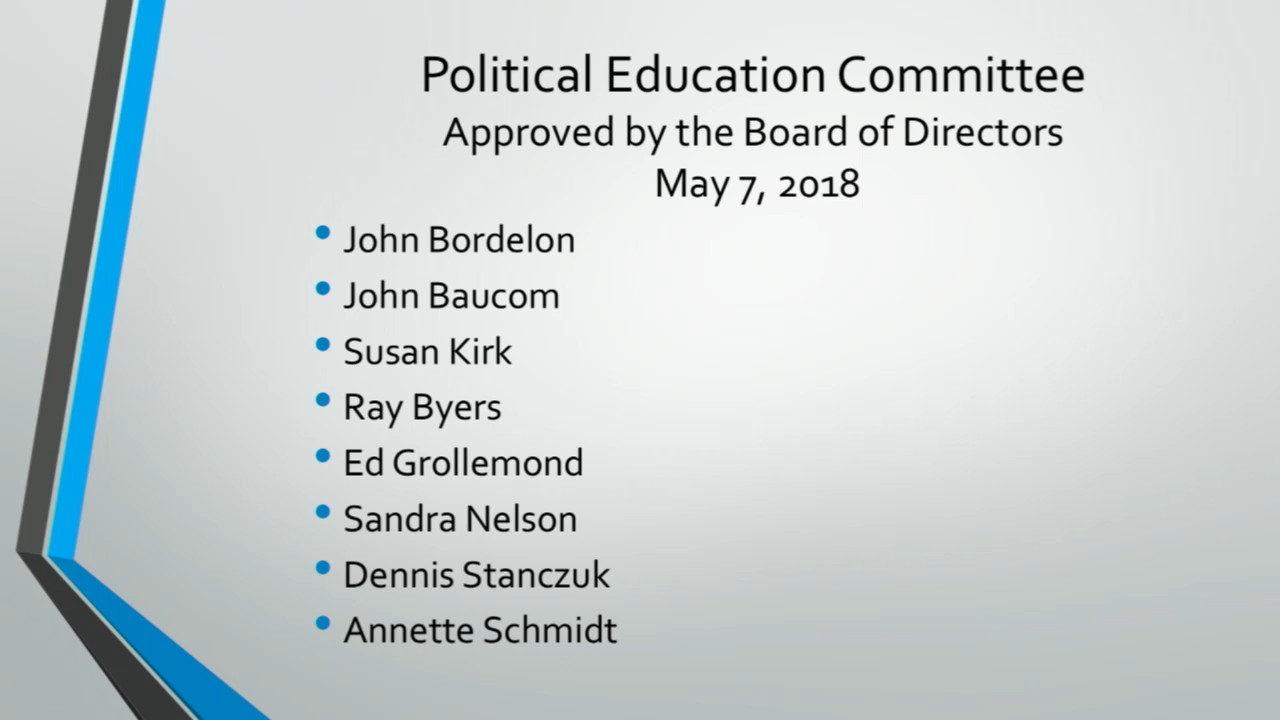 Political Education Committee
Approved by the Board of Directors
May 7, 2018
• John Bordelon
• John Baucom
• Susan Kirk
• Ray Byers
• Ed Grollemond
• Sandra Nelson
• Dennis Stanczuk
• Annette Schmidt